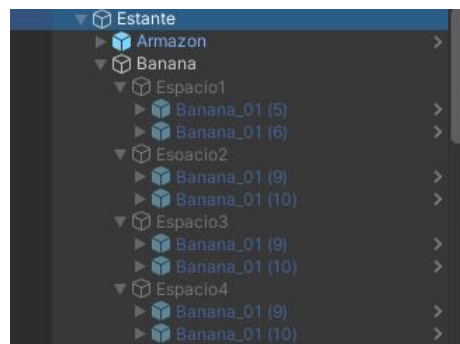 Estante
Armazon
Banana
Espacio1
Banana_01 (5)
Banana_01 (6)
Esoacio2
Banana_01 (9)
Banana_01 (10)
Espacio3
Banana_01 (9)
Banana_01 (10)
Espacio4
Banana_01 (9)
Banana_01 (10)